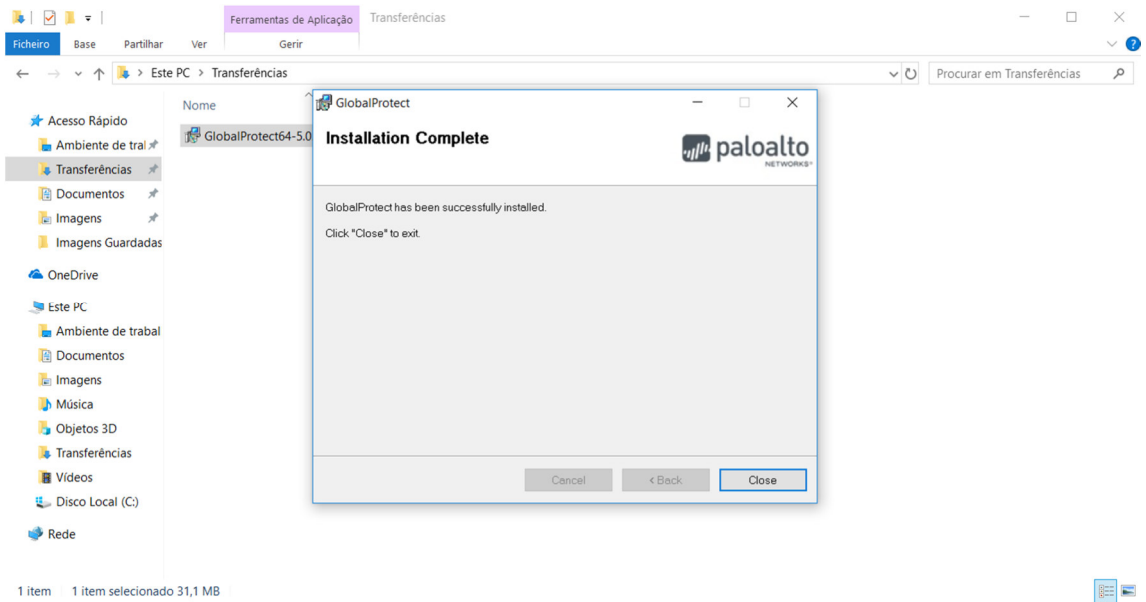 Ferramentas de Aplicação Transferências
Ficheiro Base Partilhar Ver Gerir
Este PC > Transferências
Procurar em Transferências
Nome
GlobalProtect64-5.0
Acesso Rápido
Ambiente de tral
Transferências
Documentos
Imagens
Imagens Guardadas
OneDrive
Este PC
Ambiente de trabal
Documentos
Imagens
Música
Objetos 3D
Transferências
Vídeos
Disco Local (C:)
Rede
GlobalProtect
Installation Complete
paloalto
NETWORKS®
GlobalProtect has been successfully installed.
Click "Close" to exit.
Cancel < Back Close
1 item 1 item selecionado 31,1 MB